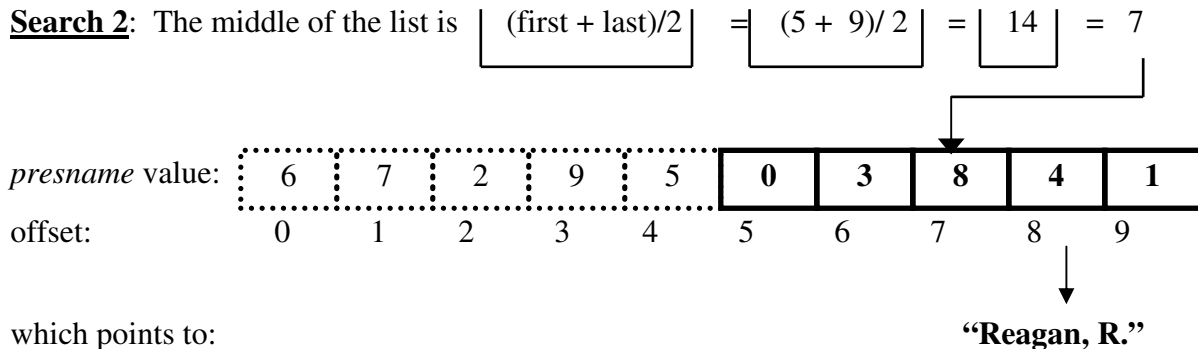 Search 2: The middle of the list is ⌊(first + last)/2⌋ = ⌊(5 + 9)/ 2⌋ = ⌊14⌋ = 7
presname value: 6 7 2 9 5 0 3 8 4 1
offset: 0 1 2 3 4 5 6 7 8 9
which points to: “Reagan, R.”